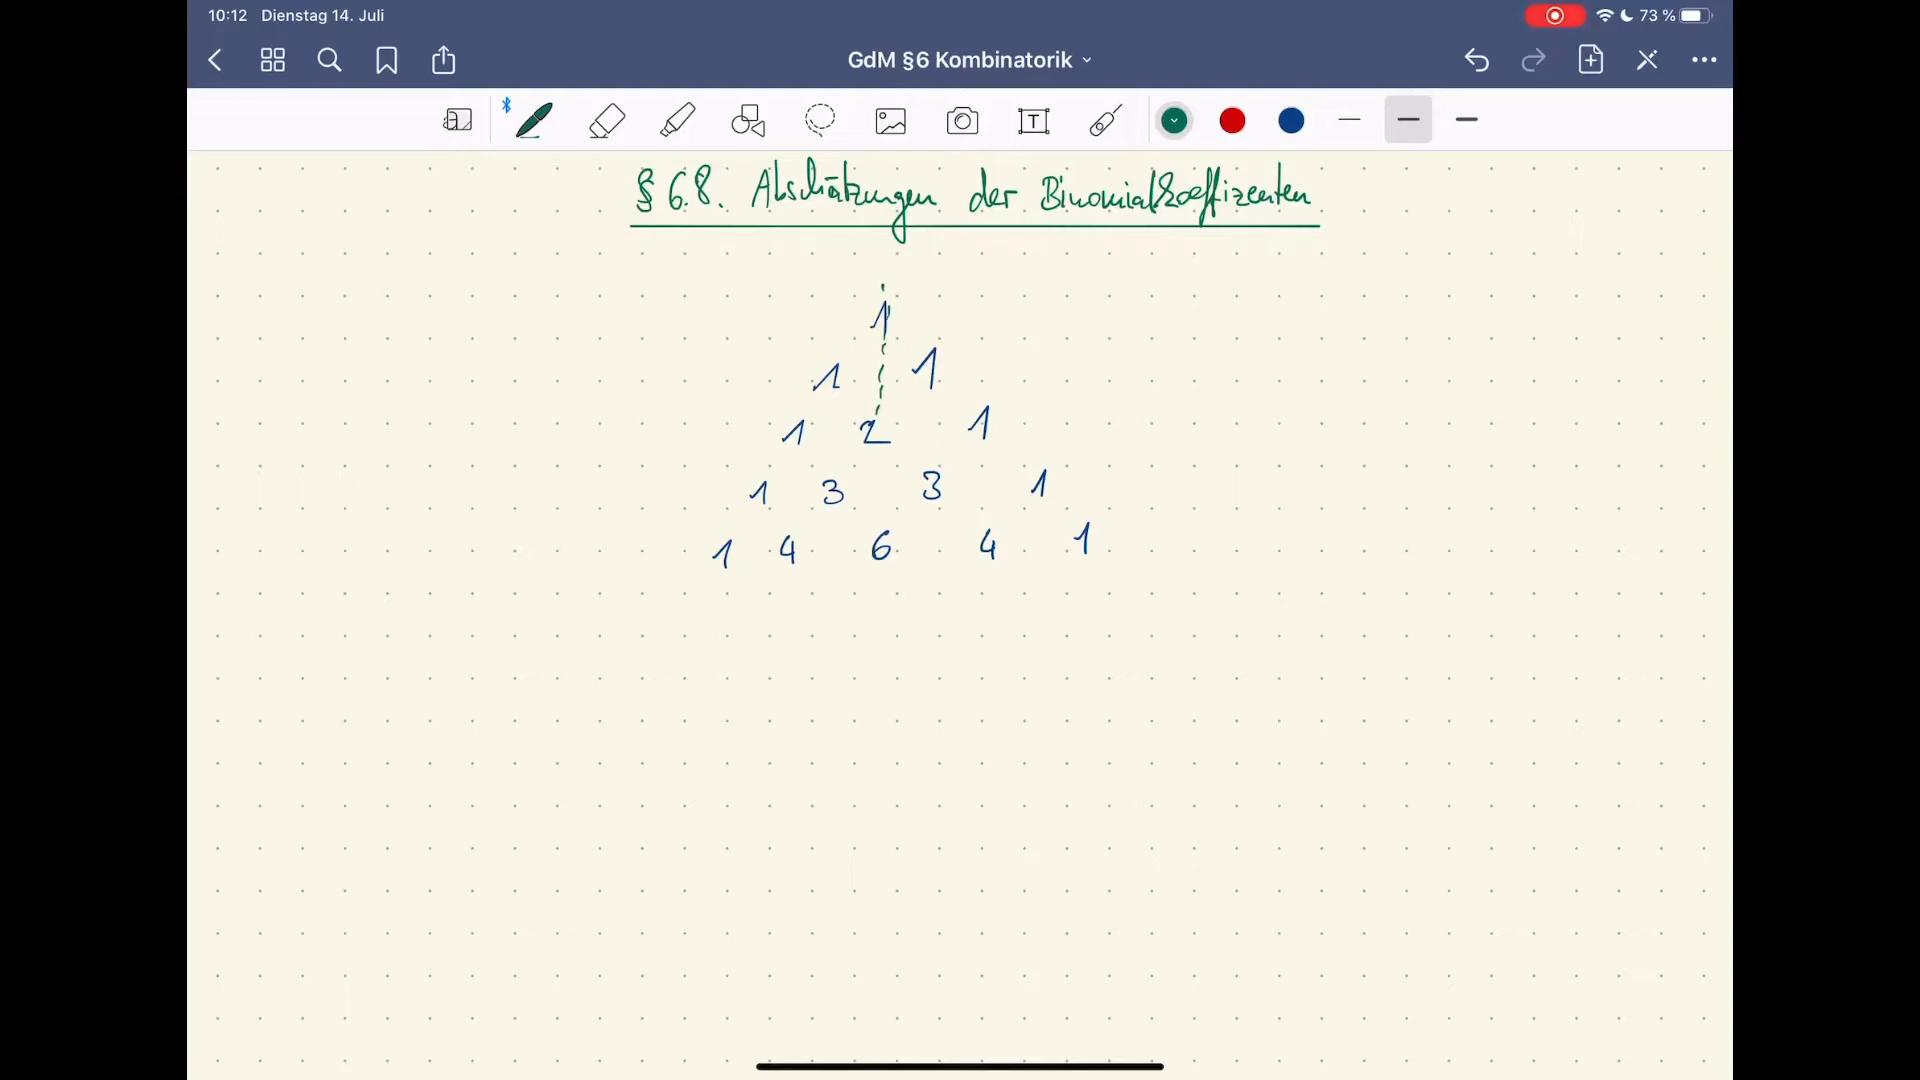 10:12 Dienstag 14. Juli 73 %
GdM §6 Kombinatorik
§ 6.8. Abschätzungen der Binomialkoeffizenten
1
1 1
1 2 1
1 3 3 1
1 4 6 4 1